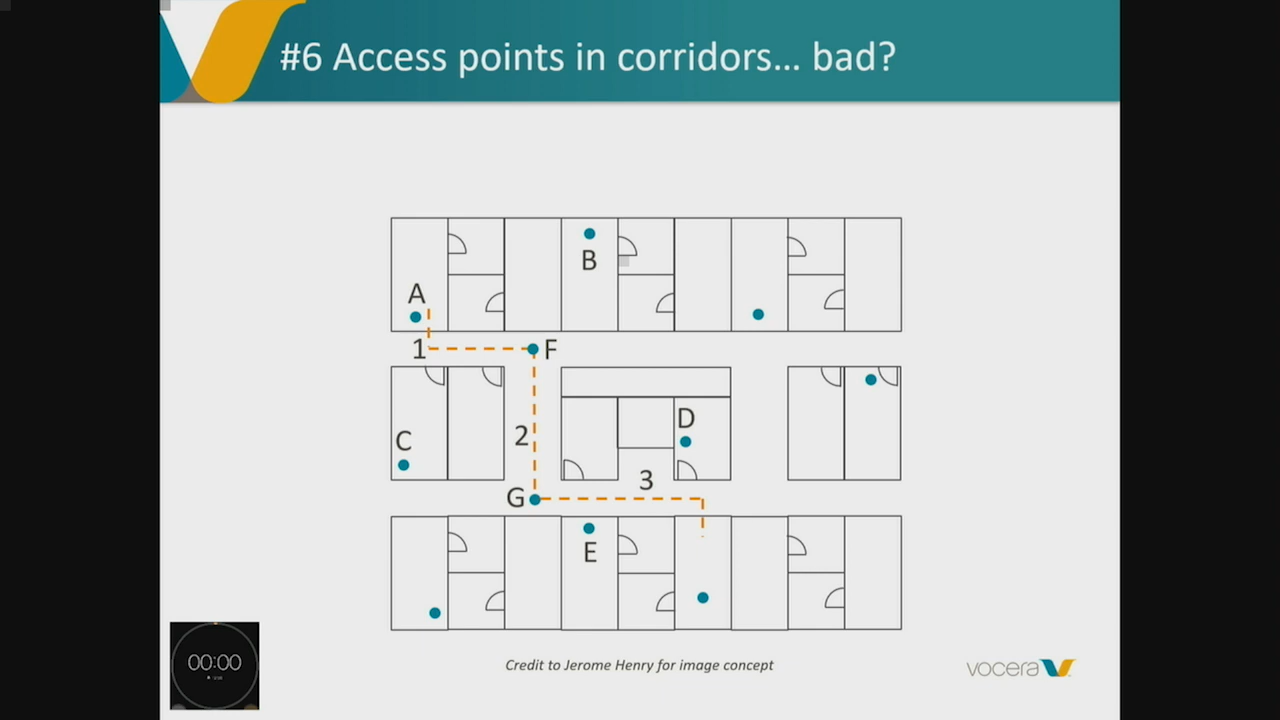 #6 Access points in corridors... bad?
B
A
1
F
D
C
2
3
G
E
00:00
Credit to Jerome Henry for image concept
vocera